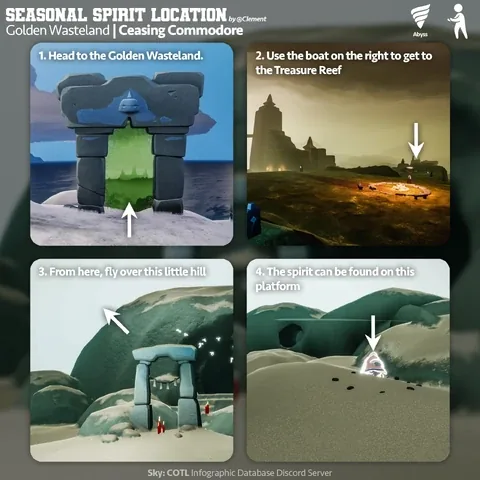 SEASONAL SPIRIT LOCATION by @Clement
Golden Wasteland | Ceasing Commodore
Abyss
1. Head to the Golden Wasteland.
2. Use the boat on the right to get to
the Treasure Reef
3. From here, fly over this little hill
4. The spirit can be found on this
platform
Sky: COTL Infographic Database Discord Server